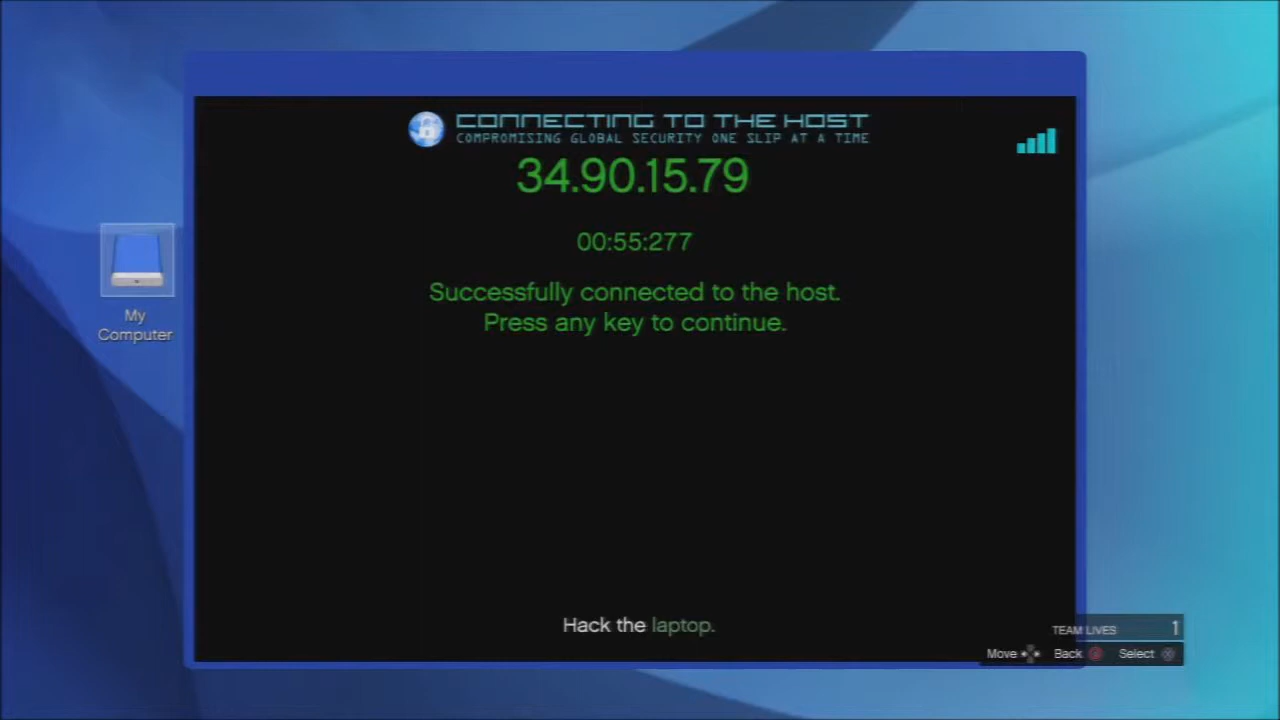 CONNECTING TO THE HOST
COMPROMISING GLOBAL SECURITY ONE SLIP AT A TIME
34.90.15.79
00:55:277
Successfully connected to the host.
Press any key to continue.
My
Computer
Hack the laptop.
TEAM LIVES 1
Move Back Select